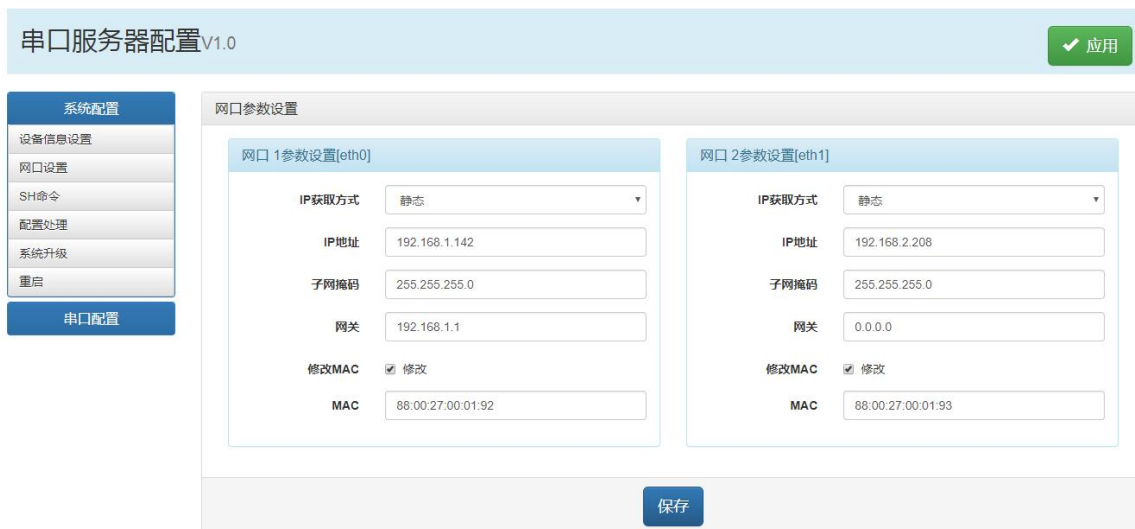 串口服务器配置V1.0
✔ 应用
系统配置
设备信息设置
网口设置
SH命令
配置处理
系统升级
重启
串口配置
网口参数设置
网口 1参数设置[eth0]
IP获取方式 静态
IP地址 192.168.1.142
子网掩码 255.255.255.0
网关 192.168.1.1
修改MAC 修改
MAC 88:00:27:00:01:92
网口 2参数设置[eth1]
IP获取方式 静态
IP地址 192.168.2.208
子网掩码 255.255.255.0
网关 0.0.0.0
修改MAC 修改
MAC 88:00:27:00:01:93
保存